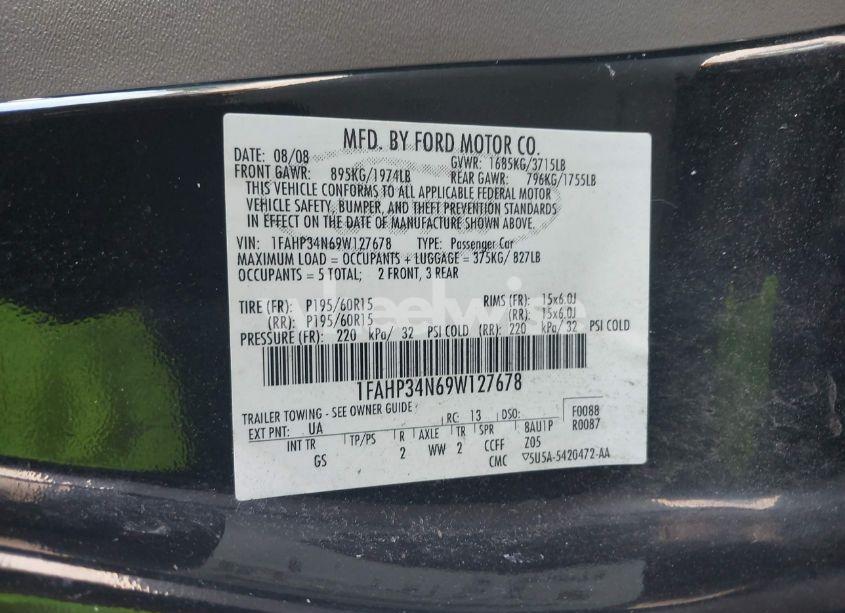 MFD. BY FORD MOTOR CO.
DATE: 08/08 GVWR: 1685KG/3715LB
FRONT GAWR: 895KG/1974LB REAR GAWR: 796KG/1755LB
THIS VEHICLE CONFORMS TO ALL APPLICABLE FEDERAL MOTOR
VEHICLE SAFETY, BUMPER, AND THEFT PREVENTION STANDARDS
IN EFFECT ON THE DATE OF MANUFACTURE SHOWN ABOVE.
VIN: 1FAHP34N69W127678 TYPE: Passenger Car
MAXIMUM LOAD = OCCUPANTS + LUGGAGE = 375KG/ 827LB
OCCUPANTS = 5 TOTAL; 2 FRONT, 3 REAR
TIRE (FR): P195/60R15 RIMS (FR): 15x6.0J
(RR): P195/60R15 (RR): 15x6.0J
PRESSURE (FR): 220 kPa/ 32 PSI COLD (RR): 220 kPa/ 32 PSI COLD
wheelwise
1FAHP34N69W127678
TRAILER TOWING - SEE OWNER GUIDE
EXT PNT: UA RC: 13 DSO: F0088
R0087
INT TR TP/PS R AXLE TR SPR BAU1P
GS 2 WW 2 CCFF Z05
CMC 5U5A-5420472-AA